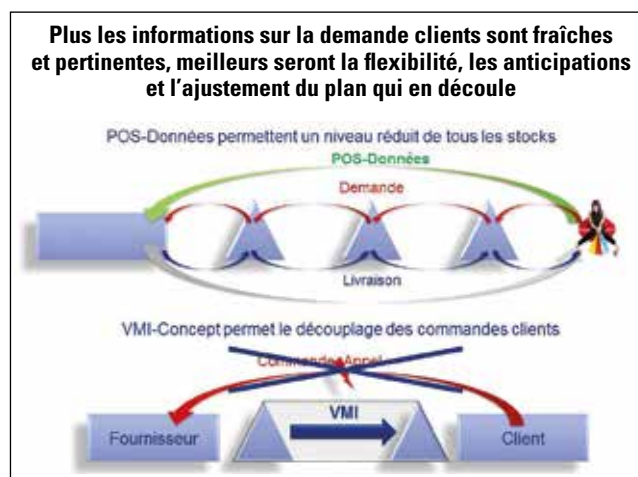 Plus les informations sur la demande clients sont fraîches
et pertinentes, meilleurs seront la flexibilité, les anticipations
et l'ajustement du plan qui en découle
POS-Données permettent un niveau réduit de tous les stocks
POS-Données
Demande
Livraison
VMI-Concept permet le découplage des commandes clients
VMI
Fournisseur
Client